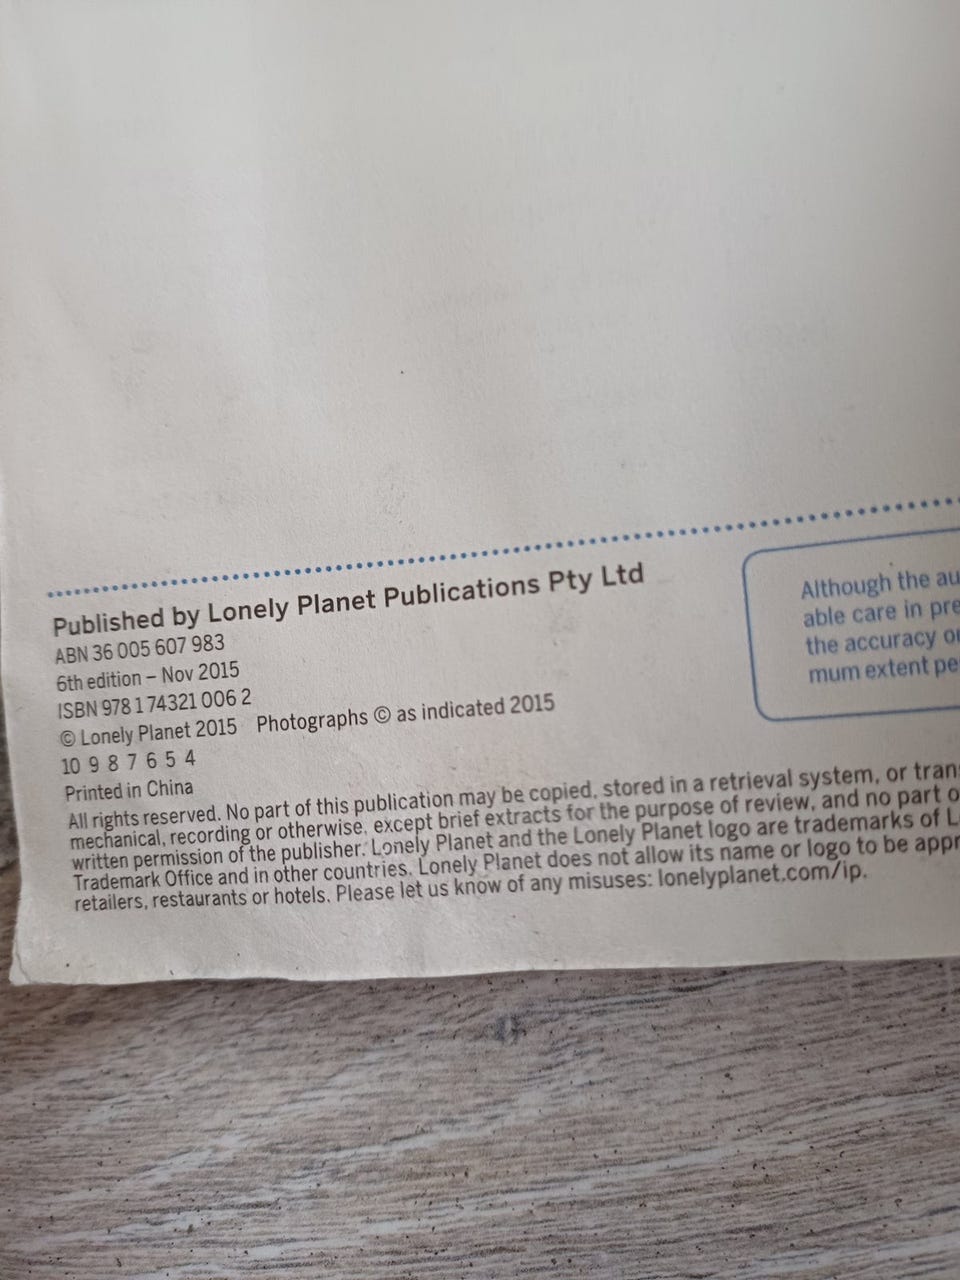 Published by Lonely Planet Publications Pty Ltd
ABN 36 005 607 983
6th edition – Nov 2015
ISBN 978 1 74321 006 2
© Lonely Planet 2015 Photographs © as indicated 2015
10 9 8 7 6 5 4
Printed in China
All rights reserved. No part of this publication may be copied, stored in a retrieval system, or tran
mechanical, recording or otherwise, except brief extracts for the purpose of review, and no part o
written permission of the publisher. Lonely Planet and the Lonely Planet logo are trademarks of L
Trademark Office and in other countries. Lonely Planet does not allow its name or logo to be appr
retailers, restaurants or hotels. Please let us know of any misuses: lonelyplanet.com/ip.
Although the au
able care in pre
the accuracy o
mum extent pe